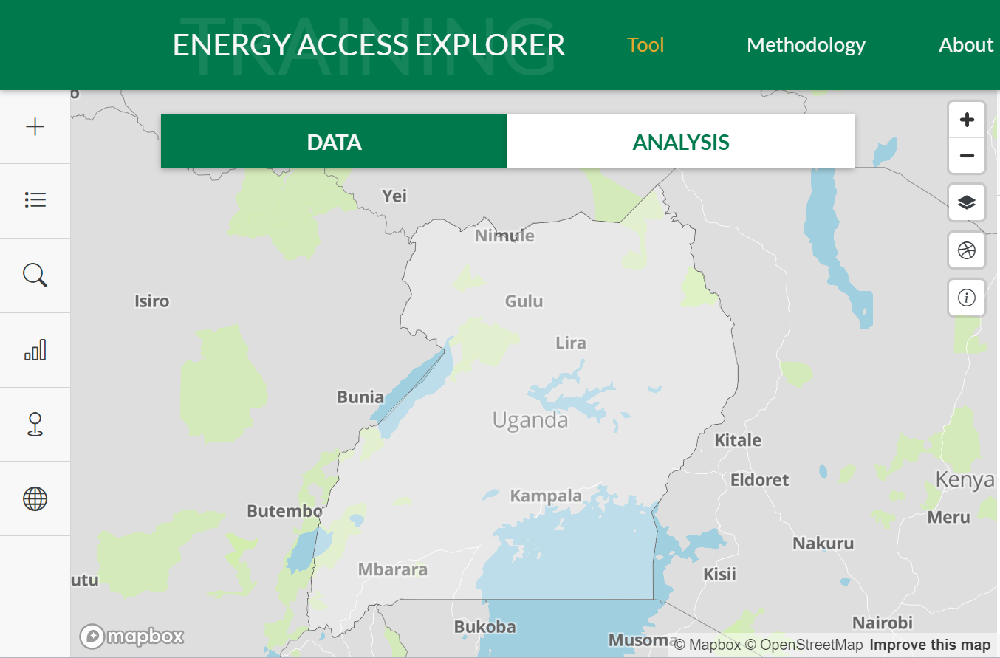 TRAINING
ENERGY ACCESS EXPLORER
Tool
Methodology
About
DATA
ANALYSIS
Yei
Nimule
Isiro
Gulu
Lira
Bunia
Uganda
Kitale
Eldoret
Kenya
Kampala
Butembo
Meru
Nakuru
Mbarara
Kisii
utu
Nairobi
Bukoba
Musoma
mapbox
© Mapbox © OpenStreetMap Improve this map